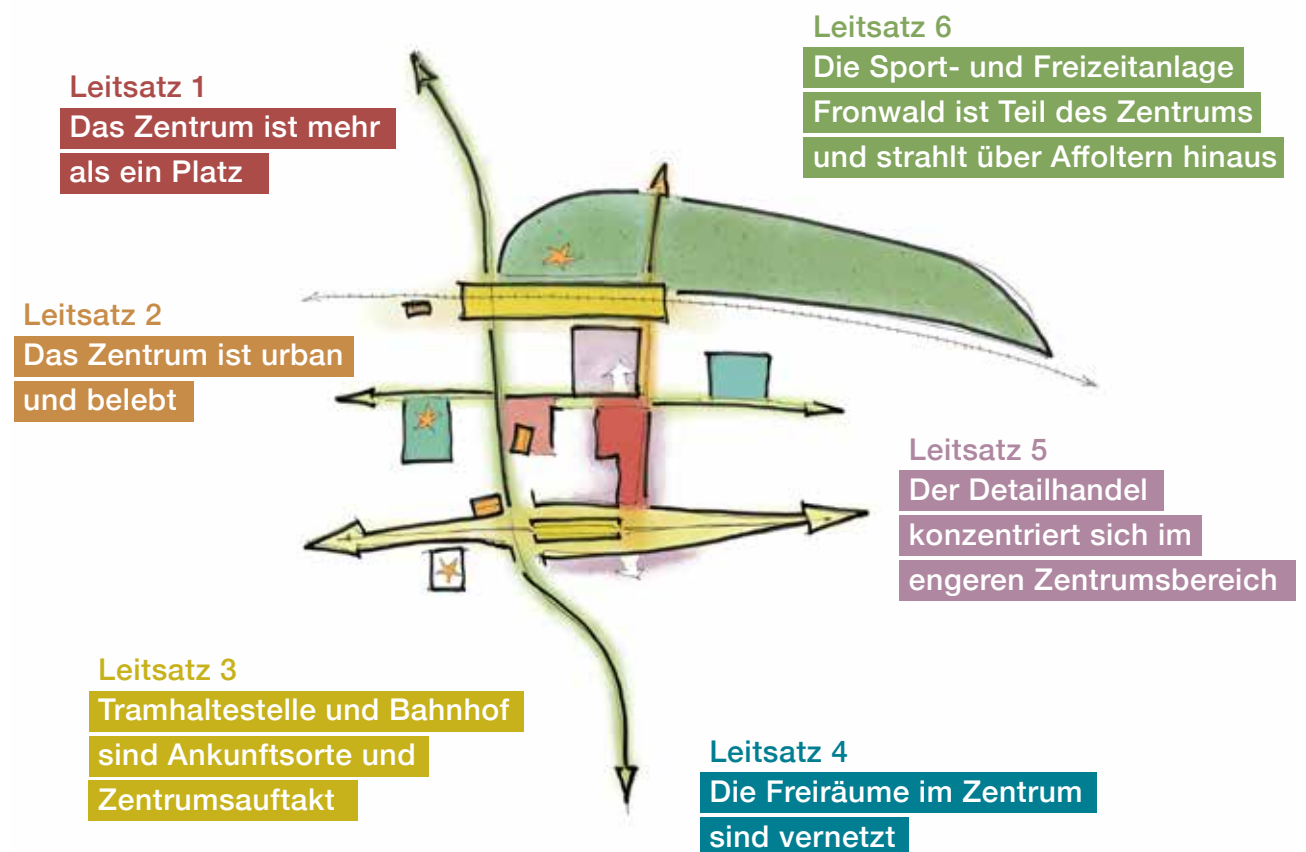 Leitsatz 1
Das Zentrum ist mehr
als ein Platz
Leitsatz 6
Die Sport- und Freizeitanlage
Fronwald ist Teil des Zentrums
und strahlt über Affoltern hinaus
Leitsatz 2
Das Zentrum ist urban
und belebt
Leitsatz 5
Der Detailhandel
konzentriert sich im
engeren Zentrumsbereich
Leitsatz 3
Tramhaltestelle und Bahnhof
sind Ankunftsorte und
Zentrumsauftakt
Leitsatz 4
Die Freiräume im Zentrum
sind vernetzt